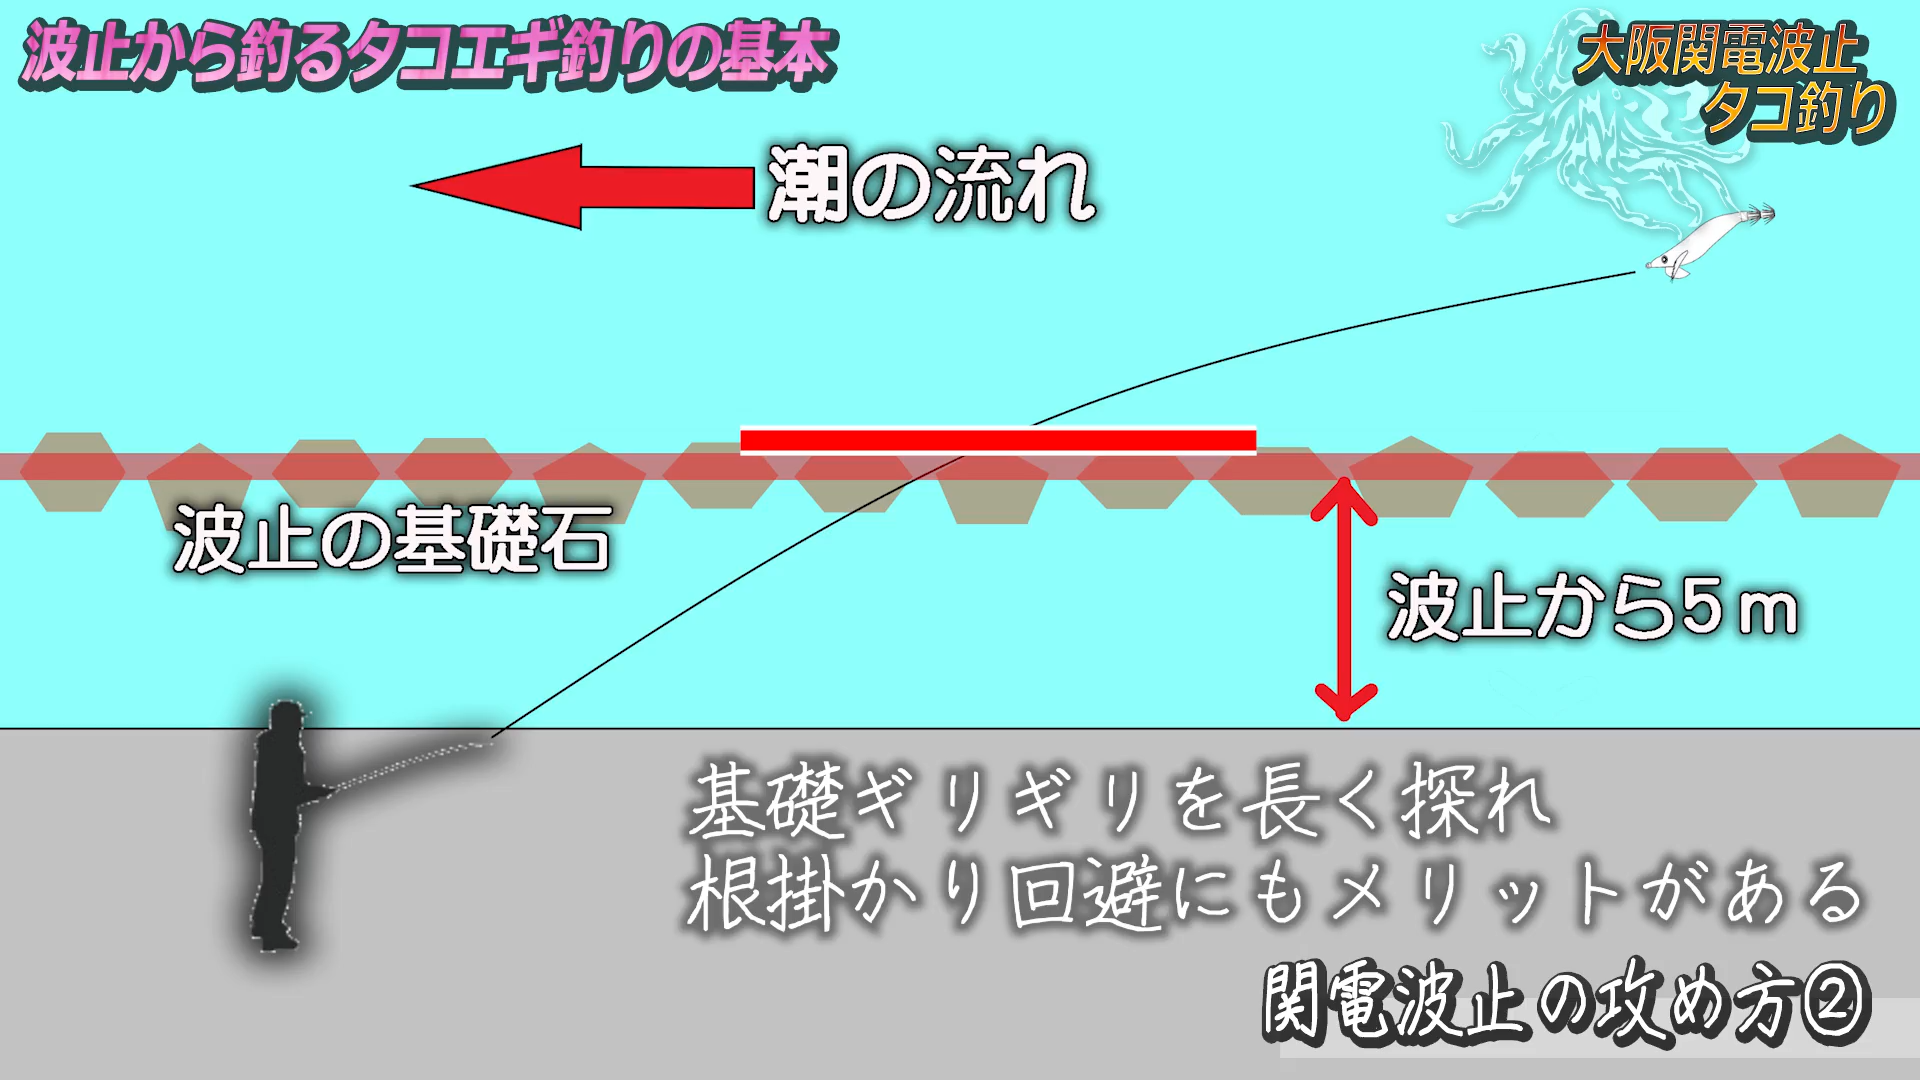 波止から釣るタコエギ釣りの基本
大阪関電波止
タコ釣り
潮の流れ
波止の基礎石
波止から5m
基礎ギリギリを長く探れ
根掛かり回避にもメリットがある
関電波止の攻め方②